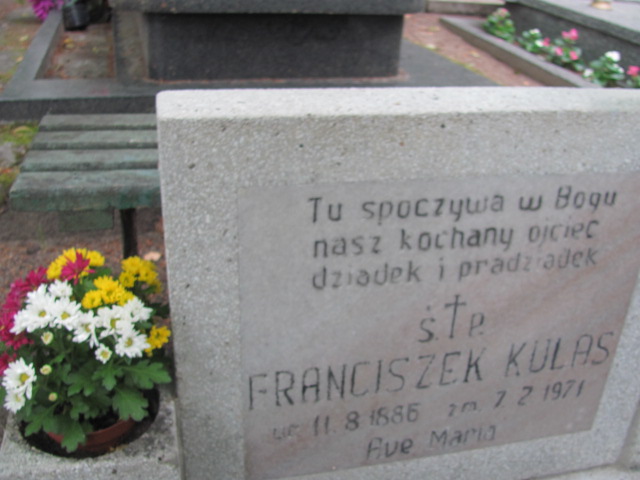 Tu spoczywa w Bogu
nasz kochany ojciec
dziadek i pradziadek
Ś.†P.
FRANCISZEK KULAS
ur. 11.8.1886 zm. 7.2.1971
Ave Maria